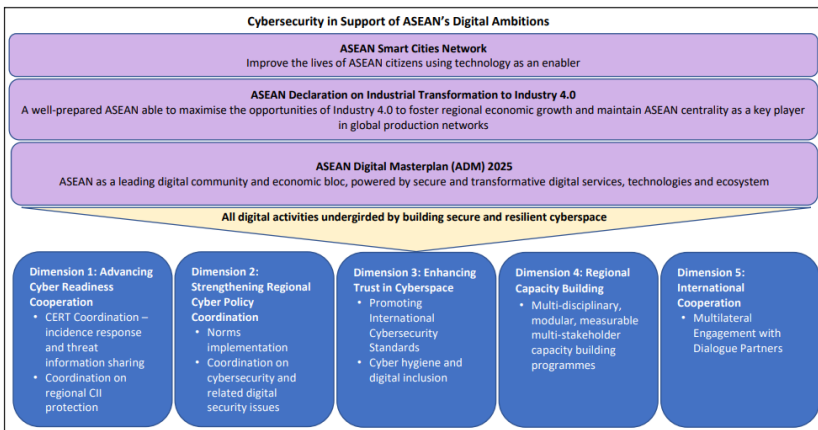 Cybersecurity in Support of ASEAN's Digital Ambitions
ASEAN Smart Cities Network
Improve the lives of ASEAN citizens using technology as an enabler
ASEAN Declaration on Industrial Transformation to Industry 4.0
A well-prepared ASEAN able to maximise the opportunities of Industry 4.0 to foster regional economic growth and maintain ASEAN centrality as a key player
in global production networks
ASEAN Digital Masterplan (ADM) 2025
ASEAN as a leading digital community and economic bloc, powered by secure and transformative digital services, technologies and ecosystem
All digital activities undergirded by building secure and resilient cyberspace
Dimension 1: Advancing
Cyber Readiness
Cooperation
• CERT Coordination –
incidence response
and threat
information sharing
• Coordination on
regional CII
protection
Dimension 2:
Strengthening Regional
Cyber Policy
Coordination
• Norms
implementation
• Coordination on
cybersecurity and
related digital
security issues
Dimension 3: Enhancing
Trust in Cyberspace
• Promoting
International
Cybersecurity
Standards
• Cyber hygiene and
digital inclusion
Dimension 4: Regional
Capacity Building
• Multi-disciplinary,
modular, measurable
multi-stakeholder
capacity building
programmes
Dimension 5:
International
Cooperation
• Multilateral
Engagement with
Dialogue Partners